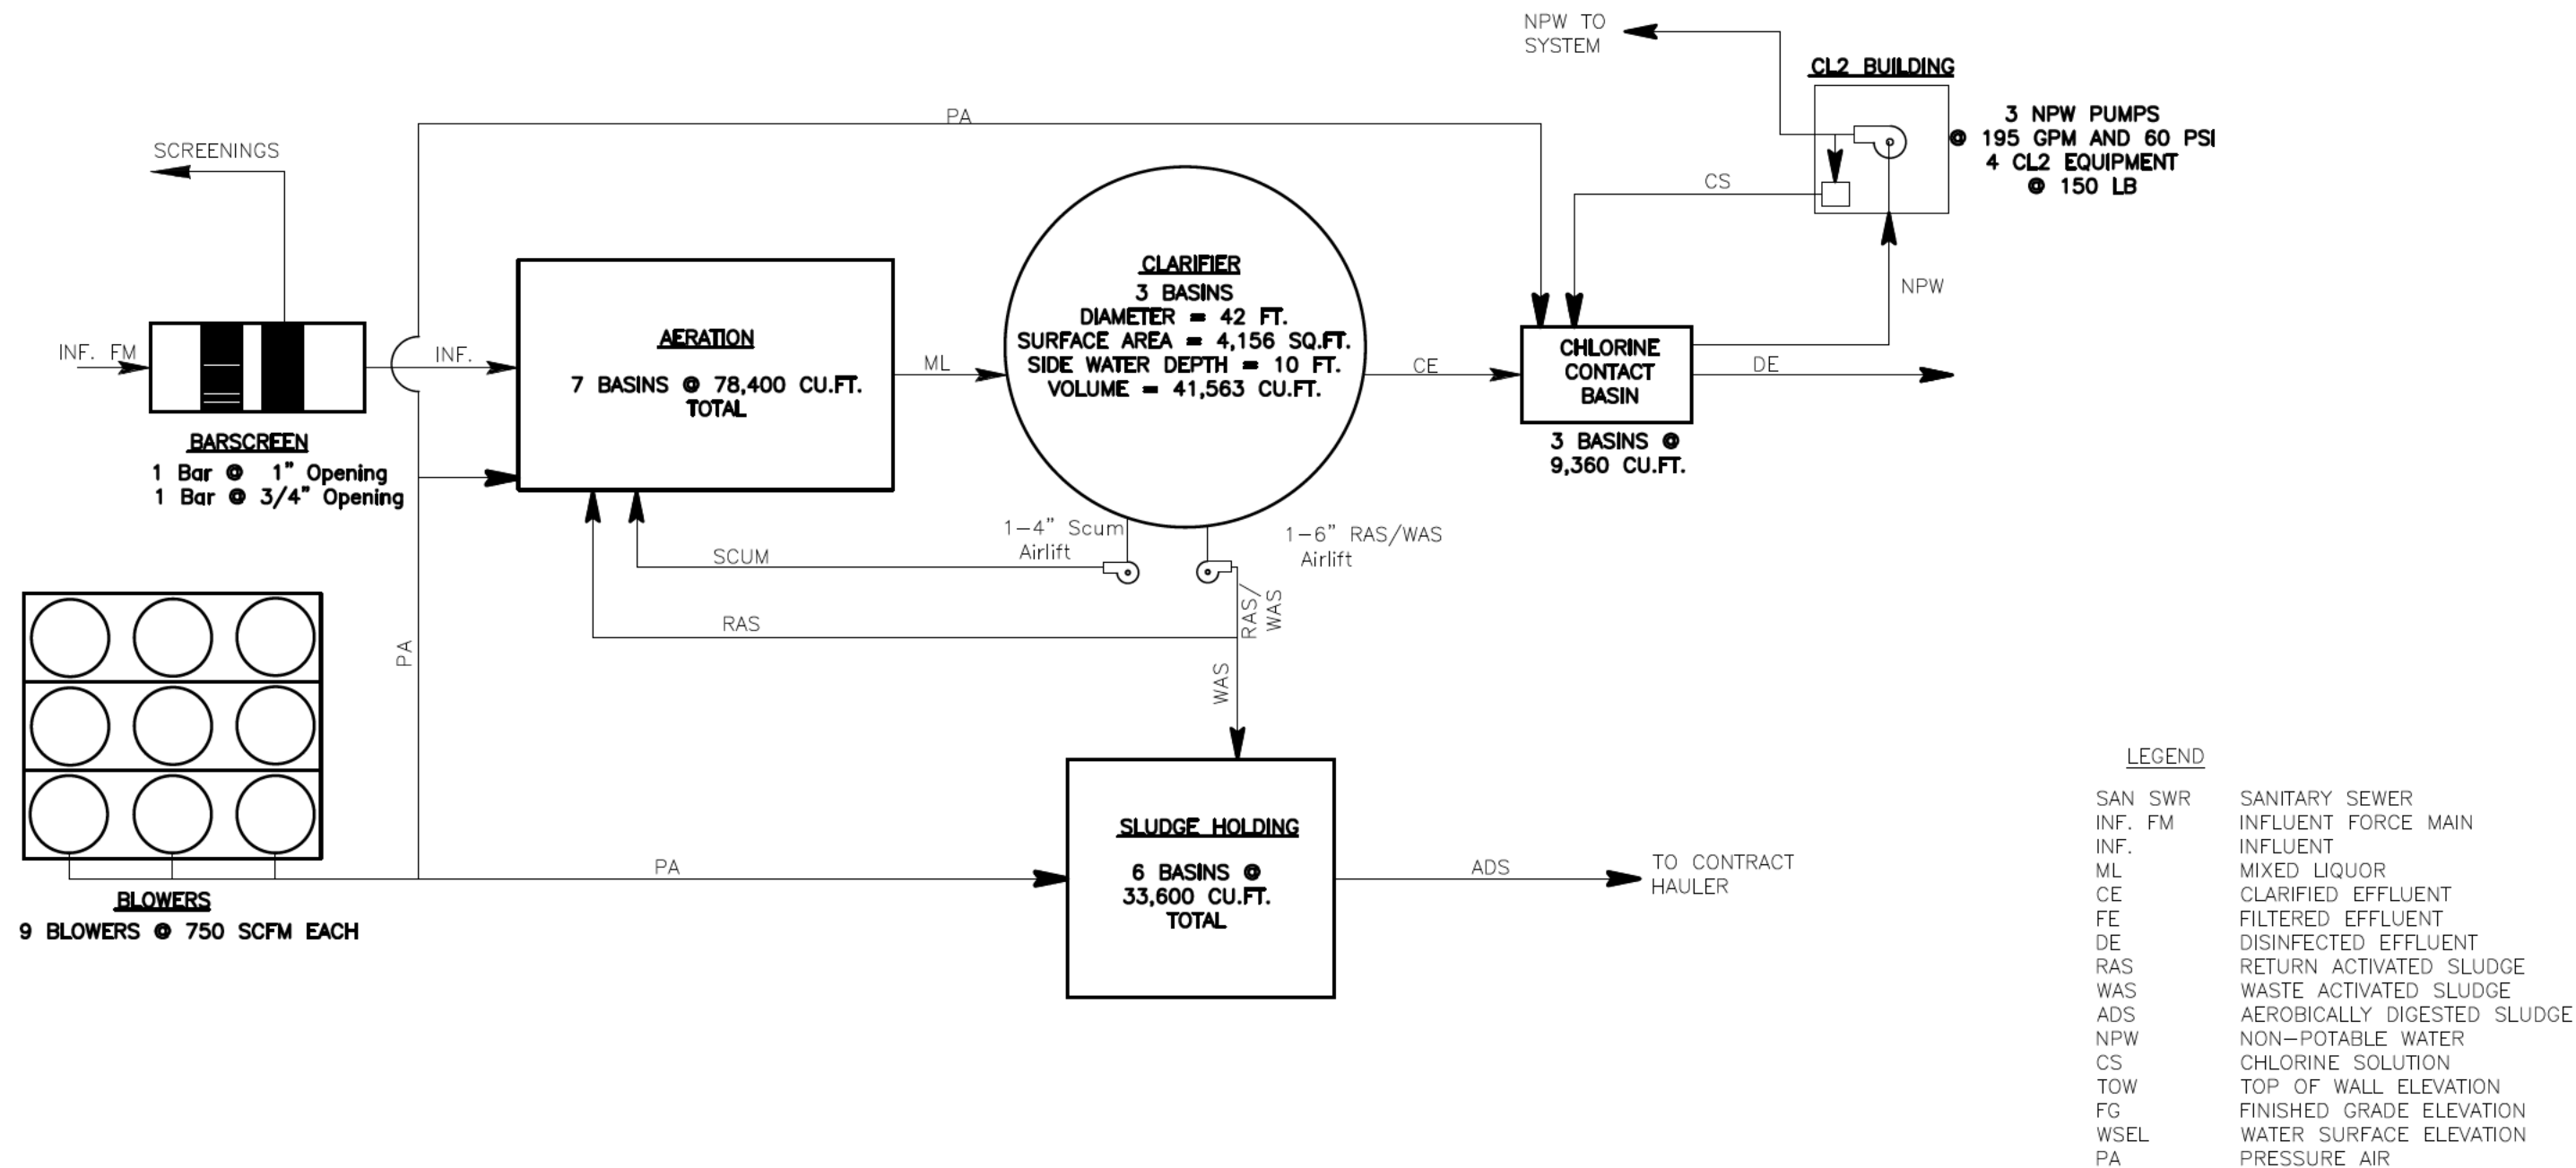 NPW TO
SYSTEM
CL2 BUILDING
3 NPW PUMPS
@ 195 GPM AND 60 PSI
4 CL2 EQUIPMENT
@ 150 LB
PA
SCREENINGS
CS
NPW
INF. FM
INF.
BARSCREEN
1 Bar @ 1" Opening
1 Bar @ 3/4" Opening
AERATION
7 BASINS @ 78,400 CU.FT.
TOTAL
ML
CLARIFIER
3 BASINS
DIAMETER = 42 FT.
SURFACE AREA = 4,156 SQ.FT.
SIDE WATER DEPTH = 10 FT.
VOLUME = 41,563 CU.FT.
CE
CHLORINE
CONTACT
BASIN
3 BASINS @
9,360 CU.FT.
DE
1-4" Scum
Airlift
1-6" RAS/WAS
Airlift
SCUM
RAS
RAS/
WAS
WAS
PA
BLOWERS
9 BLOWERS @ 750 SCFM EACH
PA
SLUDGE HOLDING
6 BASINS @
33,600 CU.FT.
TOTAL
ADS
TO CONTRACT
HAULER
LEGEND
SAN SWR SANITARY SEWER
INF. FM INFLUENT FORCE MAIN
INF. INFLUENT
ML MIXED LIQUOR
CE CLARIFIED EFFLUENT
FE FILTERED EFFLUENT
DE DISINFECTED EFFLUENT
RAS RETURN ACTIVATED SLUDGE
WAS WASTE ACTIVATED SLUDGE
ADS AEROBICALLY DIGESTED SLUDGE
NPW NON-POTABLE WATER
CS CHLORINE SOLUTION
TOW TOP OF WALL ELEVATION
FG FINISHED GRADE ELEVATION
WSEL WATER SURFACE ELEVATION
PA PRESSURE AIR